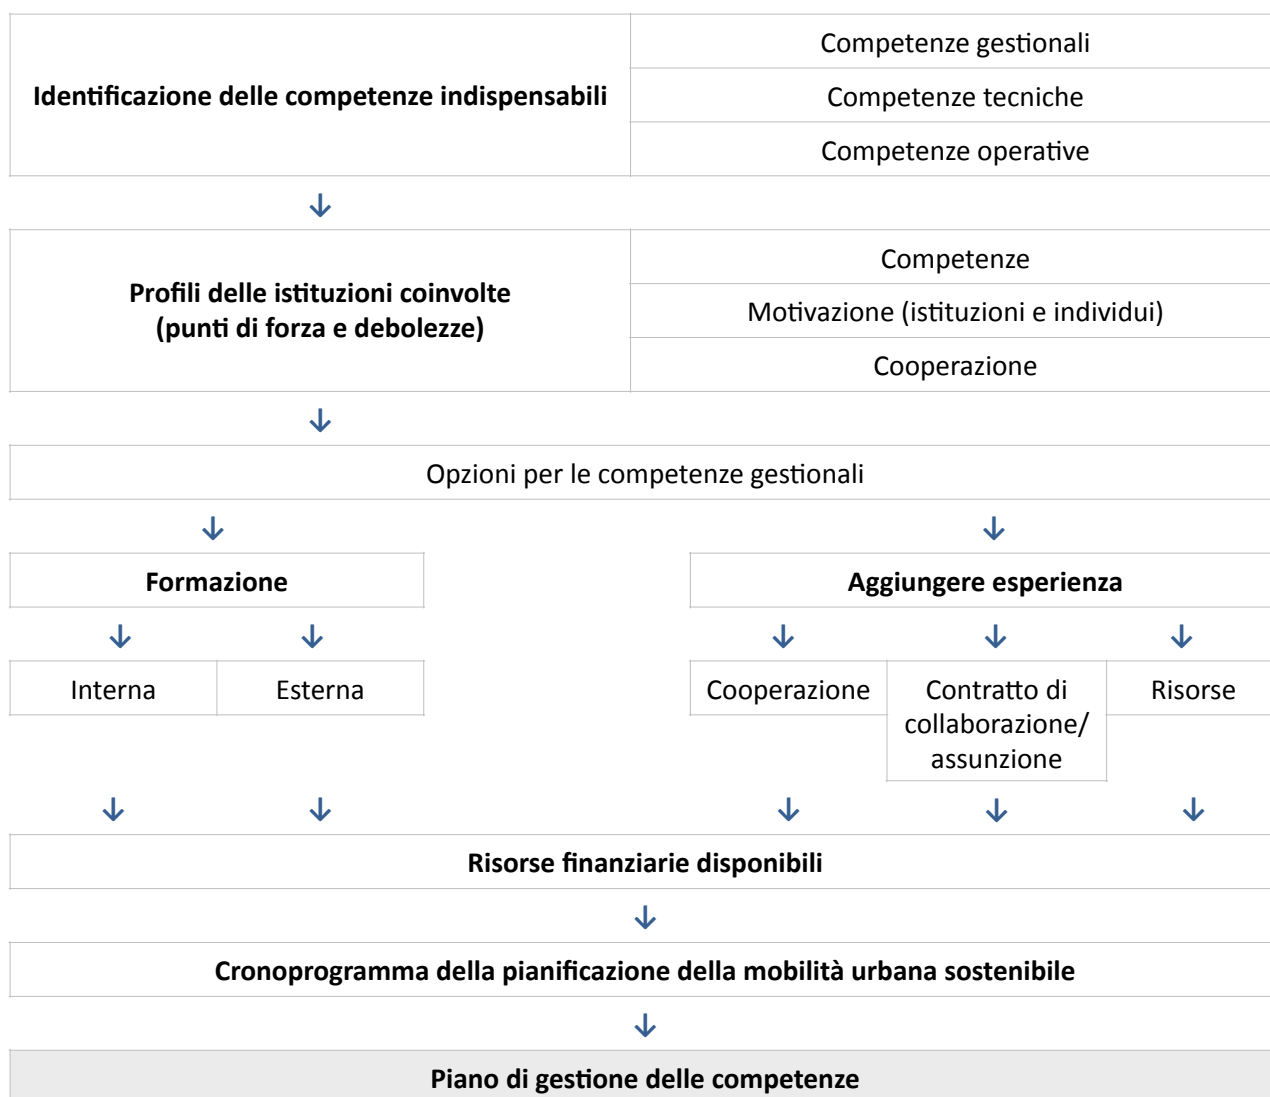 Identificazione delle competenze indispensabili
Competenze gestionali
Competenze tecniche
Competenze operative
Profili delle istituzioni coinvolte
(punti di forza e debolezze)
Competenze
Motivazione (istituzioni e individui)
Cooperazione
Opzioni per le competenze gestionali
Formazione
Aggiungere esperienza
Interna
Esterna
Cooperazione
Contratto di
collaborazione/
assunzione
Risorse
Risorse finanziarie disponibili
Cronoprogramma della pianificazione della mobilità urbana sostenibile
Piano di gestione delle competenze